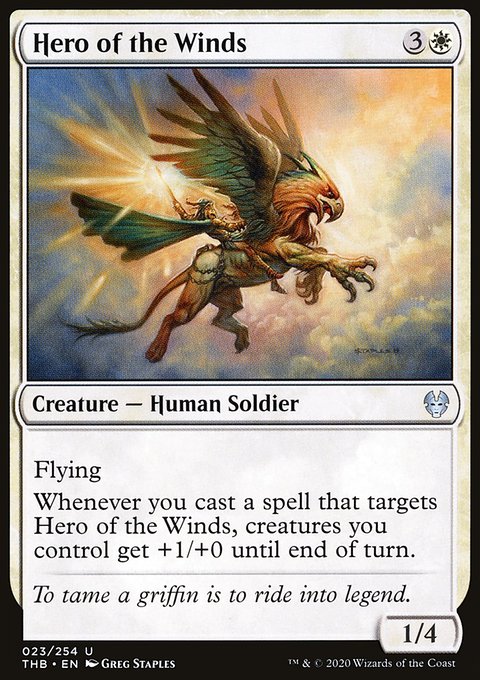 Hero of the Winds 3
Creature — Human Soldier
Flying
Whenever you cast a spell that targets
Hero of the Winds, creatures you
control get +1/+0 until end of turn.
To tame a griffin is to ride into legend.
1/4
023/254 U
THB • EN Greg Staples
™ & © 2020 Wizards of the Coast